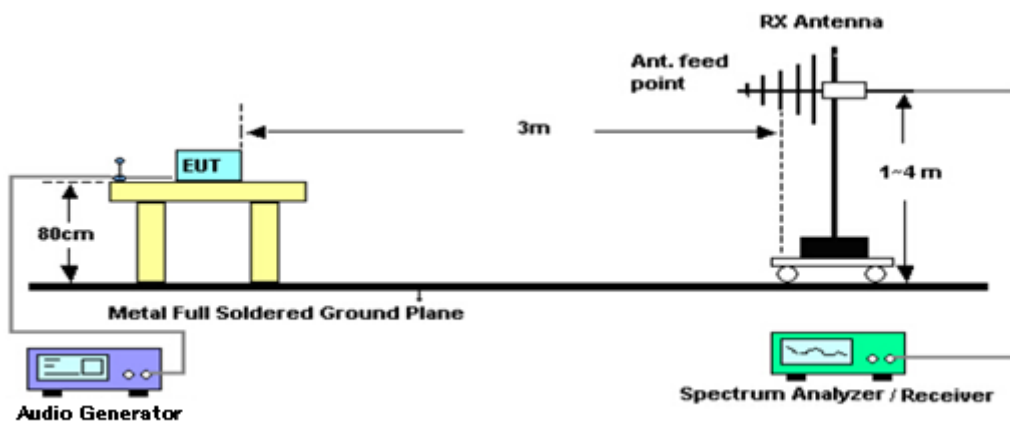 RX Antenna
Ant. feed
point
3m
EUT
1~4 m
80cm
Metal Full Soldered Ground Plane
Audio Generator
Spectrum Analyzer / Receiver